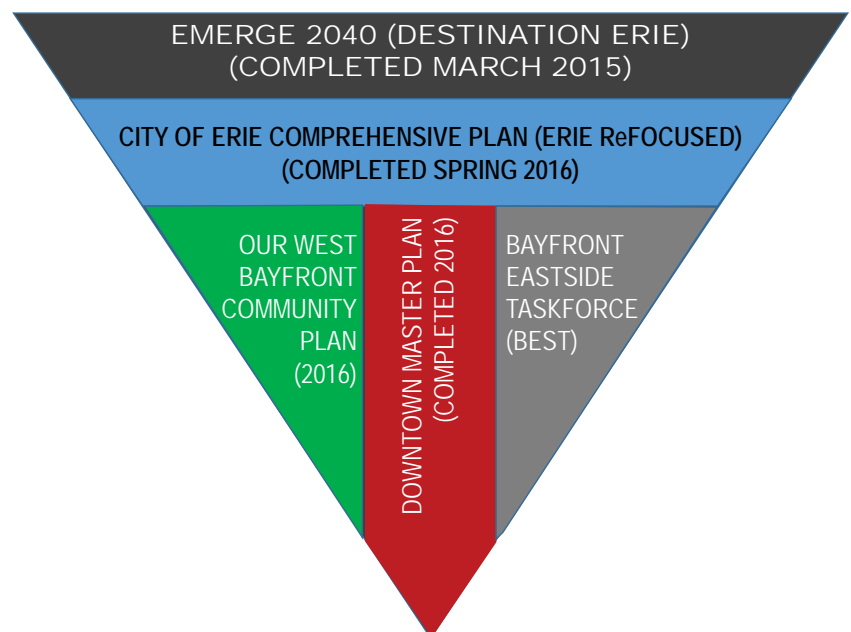 EMERGE 2040 (DESTINATION ERIE)
(COMPLETED MARCH 2015)
CITY OF ERIE COMPREHENSIVE PLAN (ERIE ReFOCUSED)
(COMPLETED SPRING 2016)
OUR WEST
BAYFRONT
COMMUNITY
PLAN
(2016)
DOWNTOWN MASTER PLAN
(COMPLETED 2016)
BAYFRONT
EASTSIDE
TASKFORCE
(BEST)